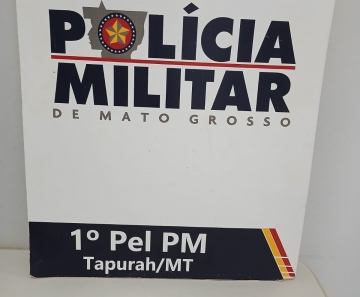 POLÍCIA
MILITAR
DE MATO GROSSO
1º Pel PM
Tapurah/MT